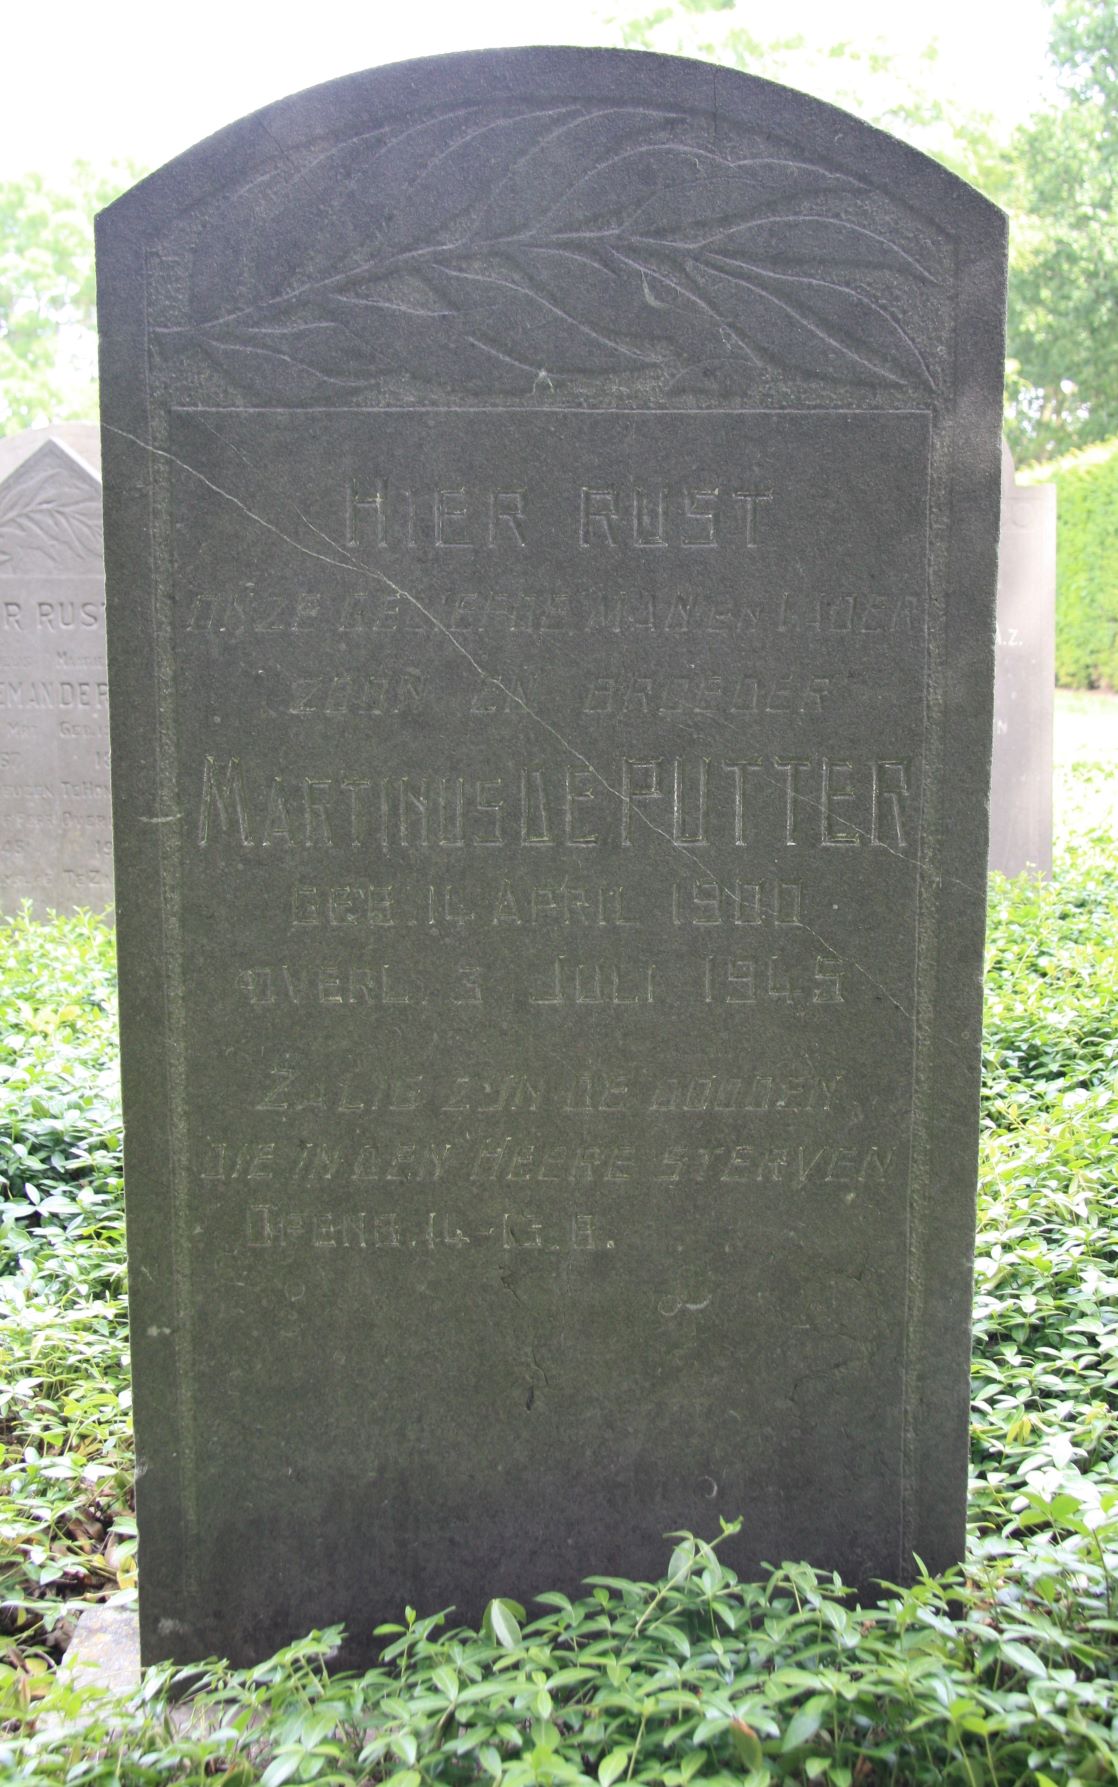 HIER RUST
ONZE GELIEFDE MAN EN VADER
ZOON EN BROEDER
MARTINUS DE PUTTER
GEB. 14 APRIL 1900
OVERL. 3 JULI 1945
ZALIG ZIJN DE DOODEN
DIE IN DEN HEERE STERVEN
OPENB. 14-13.B.
R RUST
EMANDER